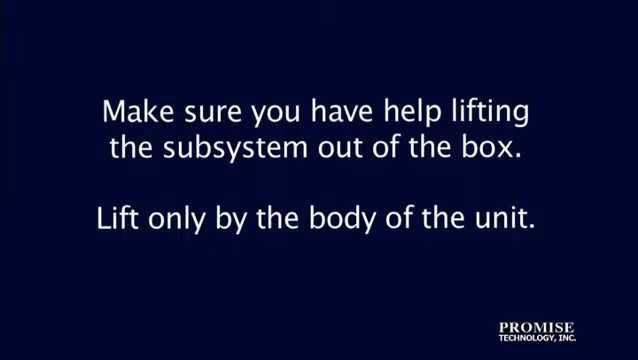 Make sure you have help lifting
the subsystem out of the box.
Lift only by the body of the unit.
PROMISE
TECHNOLOGY, INC.